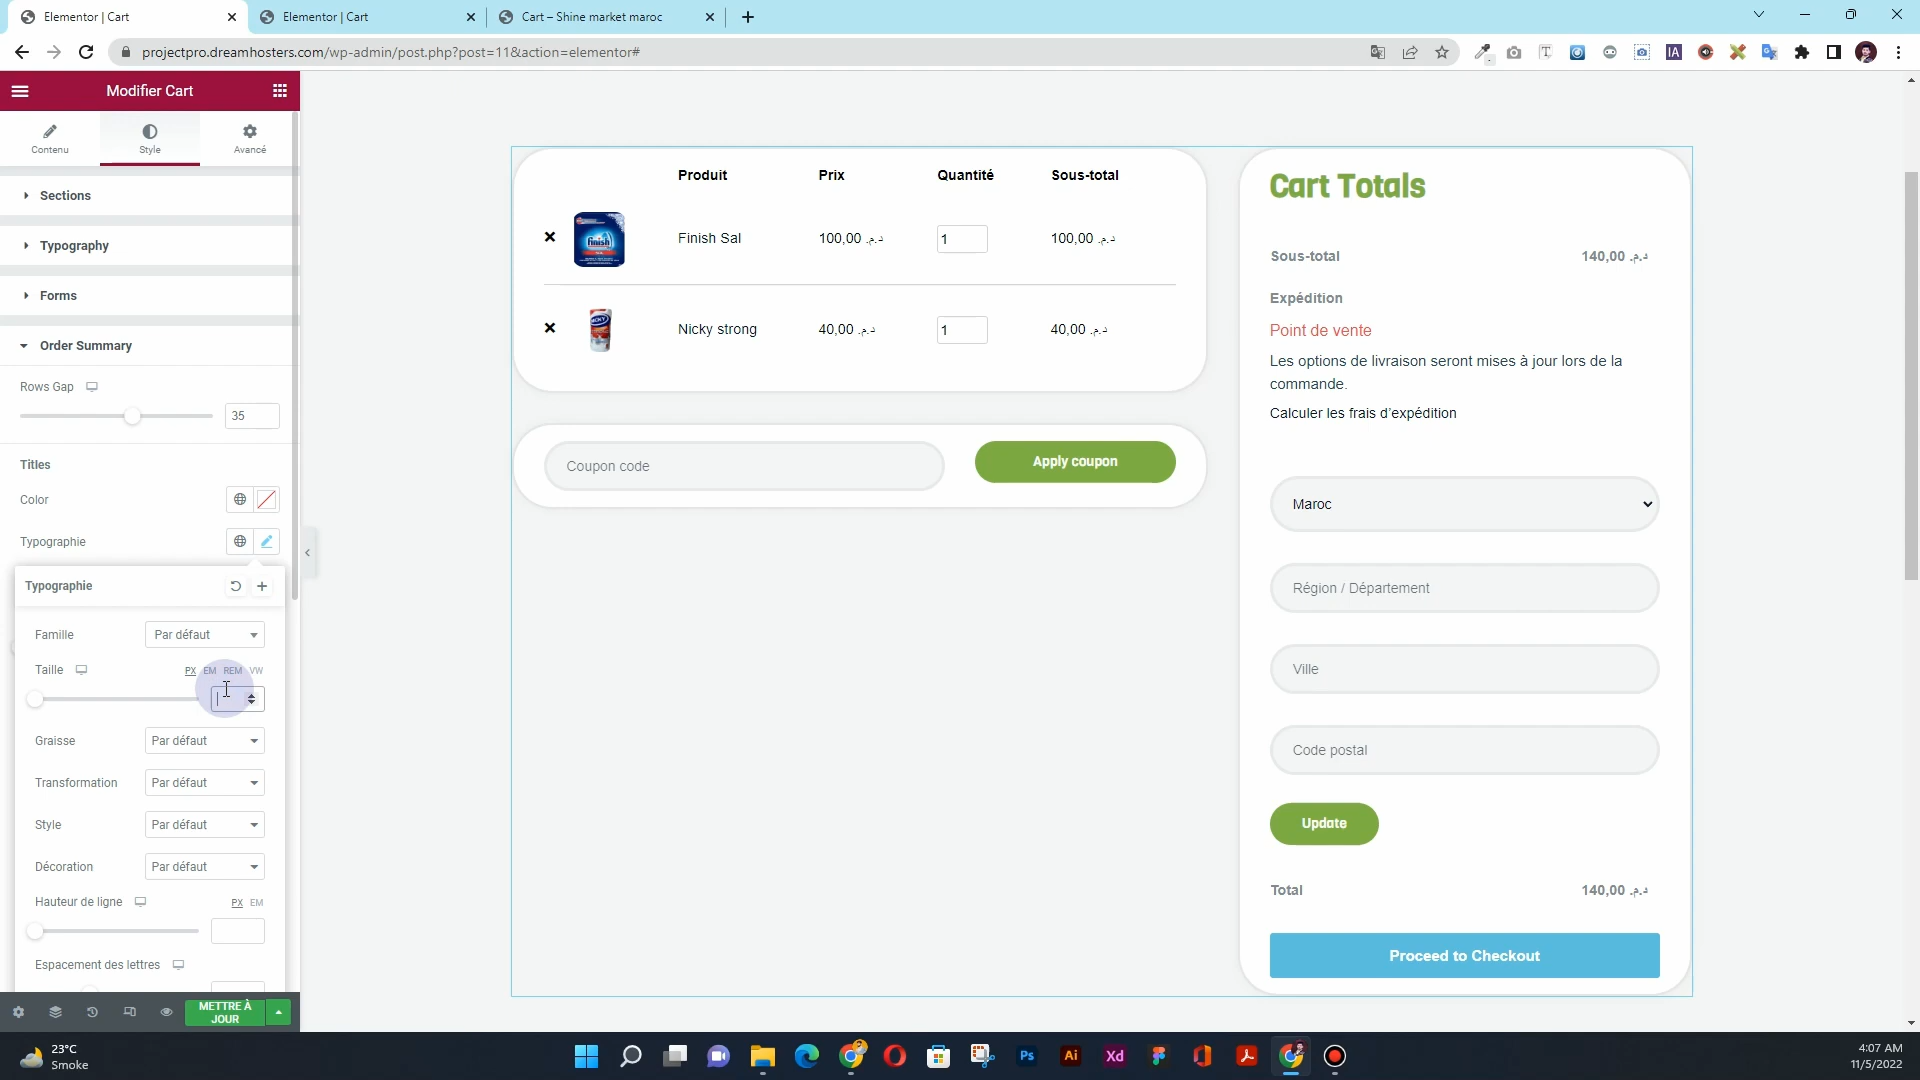 Elementor | Cart
Elementor | Cart
Cart – Shine market maroc
projectpro.dreamhosters.com/wp-admin/post.php?post=11&action=elementor#
Modifier Cart
Contenu
Style
Avancé
Sections
Typography
Forms
Order Summary
Rows Gap
35
Titles
Color
Typographie
Typographie
Famille
Par défaut
Taille
PX EM REM VW
Graisse
Par défaut
Transformation
Par défaut
Style
Par défaut
Décoration
Par défaut
Hauteur de ligne
PX EM
Espacement des lettres
METTRE À
JOUR
Produit Prix Quantité Sous-total
finish
Finish Sal 100,00 د.م. 1 100,00 د.م.
NICKY
Nicky strong 40,00 د.م. 1 40,00 د.م.
Coupon code
Apply coupon
Cart Totals
Sous-total 140,00 د.م.
Expédition
Point de vente
Les options de livraison seront mises à jour lors de la
commande.
Calculer les frais d’expédition
Maroc
Région / Département
Ville
Code postal
Update
Total 140,00 د.م.
Proceed to Checkout
23°C
Smoke
Ps
Ai
Xd
IA
4:07 AM
11/5/2022